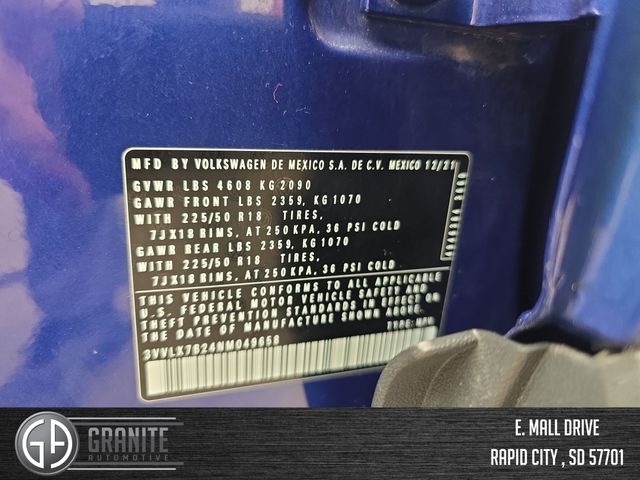 MFD BY VOLKSWAGEN DE MEXICO S.A. DE C.V. MEXICO 12/21
GVWR LBS 4608 KG 2090
GAWR FRONT LBS 2359, KG 1070
WITH 225/50 R18 TIRES,
7JX18 RIMS, AT 250 KPA, 36 PSI COLD
GAWR REAR LBS 2359, KG 1070
WITH 225/50 R18 TIRES,
7JX18 RIMS, AT 250 KPA, 36 PSI COLD
THIS VEHICLE CONFORMS TO ALL APPLICABLE
U.S. FEDERAL MOTOR VEHICLE SAFETY AND
THEFT PREVENTION STANDARDS IN EFFECT ON
THE DATE OF MANUFACTURE SHOWN ABOVE.
TYPE: MPV
3VVLX7B24NM049658
GA GRANITE
AUTOMOTIVE
E. MALL DRIVE
RAPID CITY , SD 57701